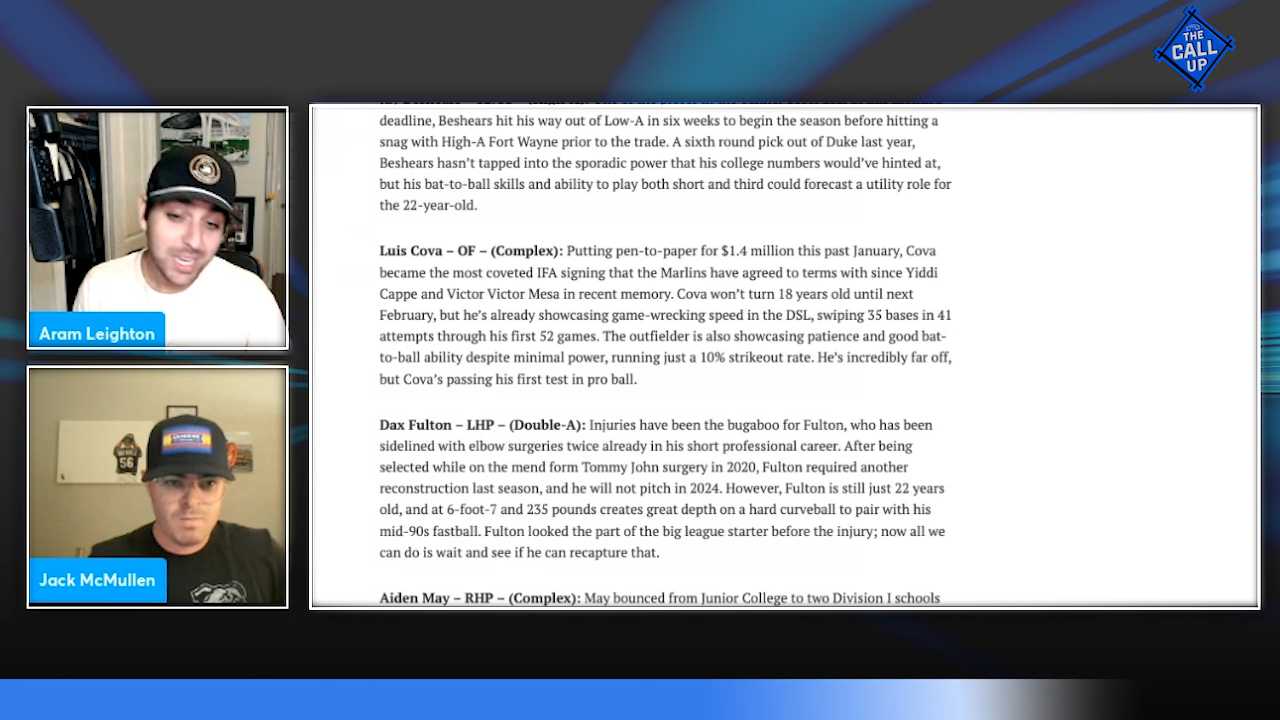 THE
CALL
UP
deadline, Beshears hit his way out of Low-A in six weeks to begin the season before hitting a
snag with High-A Fort Wayne prior to the trade. A sixth round pick out of Duke last year,
Beshears hasn't tapped into the sporadic power that his college numbers would've hinted at,
but his bat-to-ball skills and ability to play both short and third could forecast a utility role for
the 22-year-old.
Luis Cova – OF – (Complex): Putting pen-to-paper for $1.4 million this past January, Cova
became the most coveted IFA signing that the Marlins have agreed to terms with since Yiddi
Cappe and Victor Victor Mesa in recent memory. Cova won't turn 18 years old until next
February, but he's already showcasing game-wrecking speed in the DSL, swiping 35 bases in 41
attempts through his first 52 games. The outfielder is also showcasing patience and good bat-
to-ball ability despite minimal power, running just a 10% strikeout rate. He's incredibly far off,
but Cova's passing his first test in pro ball.
Dax Fulton – LHP – (Double-A): Injuries have been the bugaboo for Fulton, who has been
sidelined with elbow surgeries twice already in his short professional career. After being
selected while on the mend form Tommy John surgery in 2020, Fulton required another
reconstruction last season, and he will not pitch in 2024. However, Fulton is still just 22 years
old, and at 6-foot-7 and 235 pounds creates great depth on a hard curveball to pair with his
mid-90s fastball. Fulton looked the part of the big league starter before the injury; now all we
can do is wait and see if he can recapture that.
Aiden May – RHP – (Complex): May bounced from Junior College to two Division I schools
Aram Leighton
56
Jack McMullen